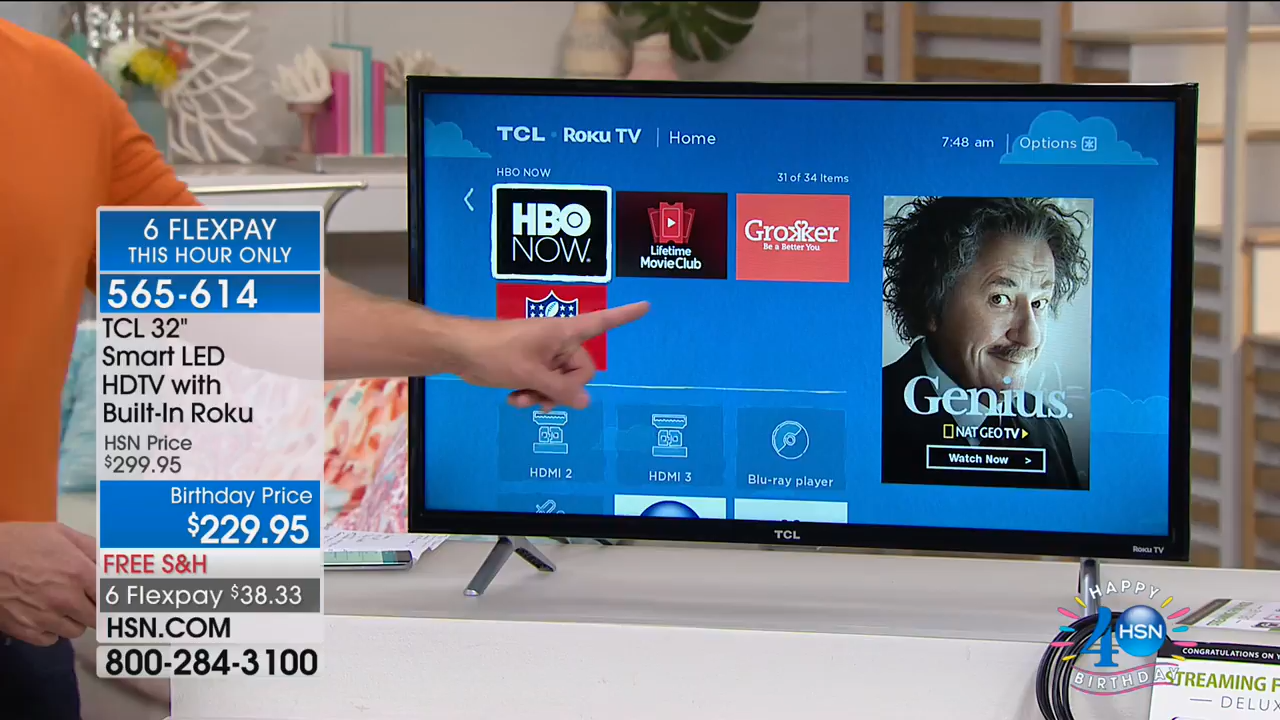 6 FLEXPAY
THIS HOUR ONLY
565-614
TCL 32"
Smart LED
HDTV with
Built-In Roku
HSN Price
$299.95
Birthday Price
$229.95
FREE S&H
6 Flexpay $38.33
HSN.COM
800-284-3100
TCL · Roku TV | Home
7:48 am | Options
HBO NOW
31 of 34 Items
HBO
NOW
Lifetime
MovieClub
Grokker
Be a Better You
Genius.
NAT GEO TV
Watch Now >
HDMI 2
HDMI 3
Blu-ray player
TCL
Roku TV
HAPPY
40
HSN
BIRTHDAY
CONGRATULATIONS ON
STREAMING
DELUX